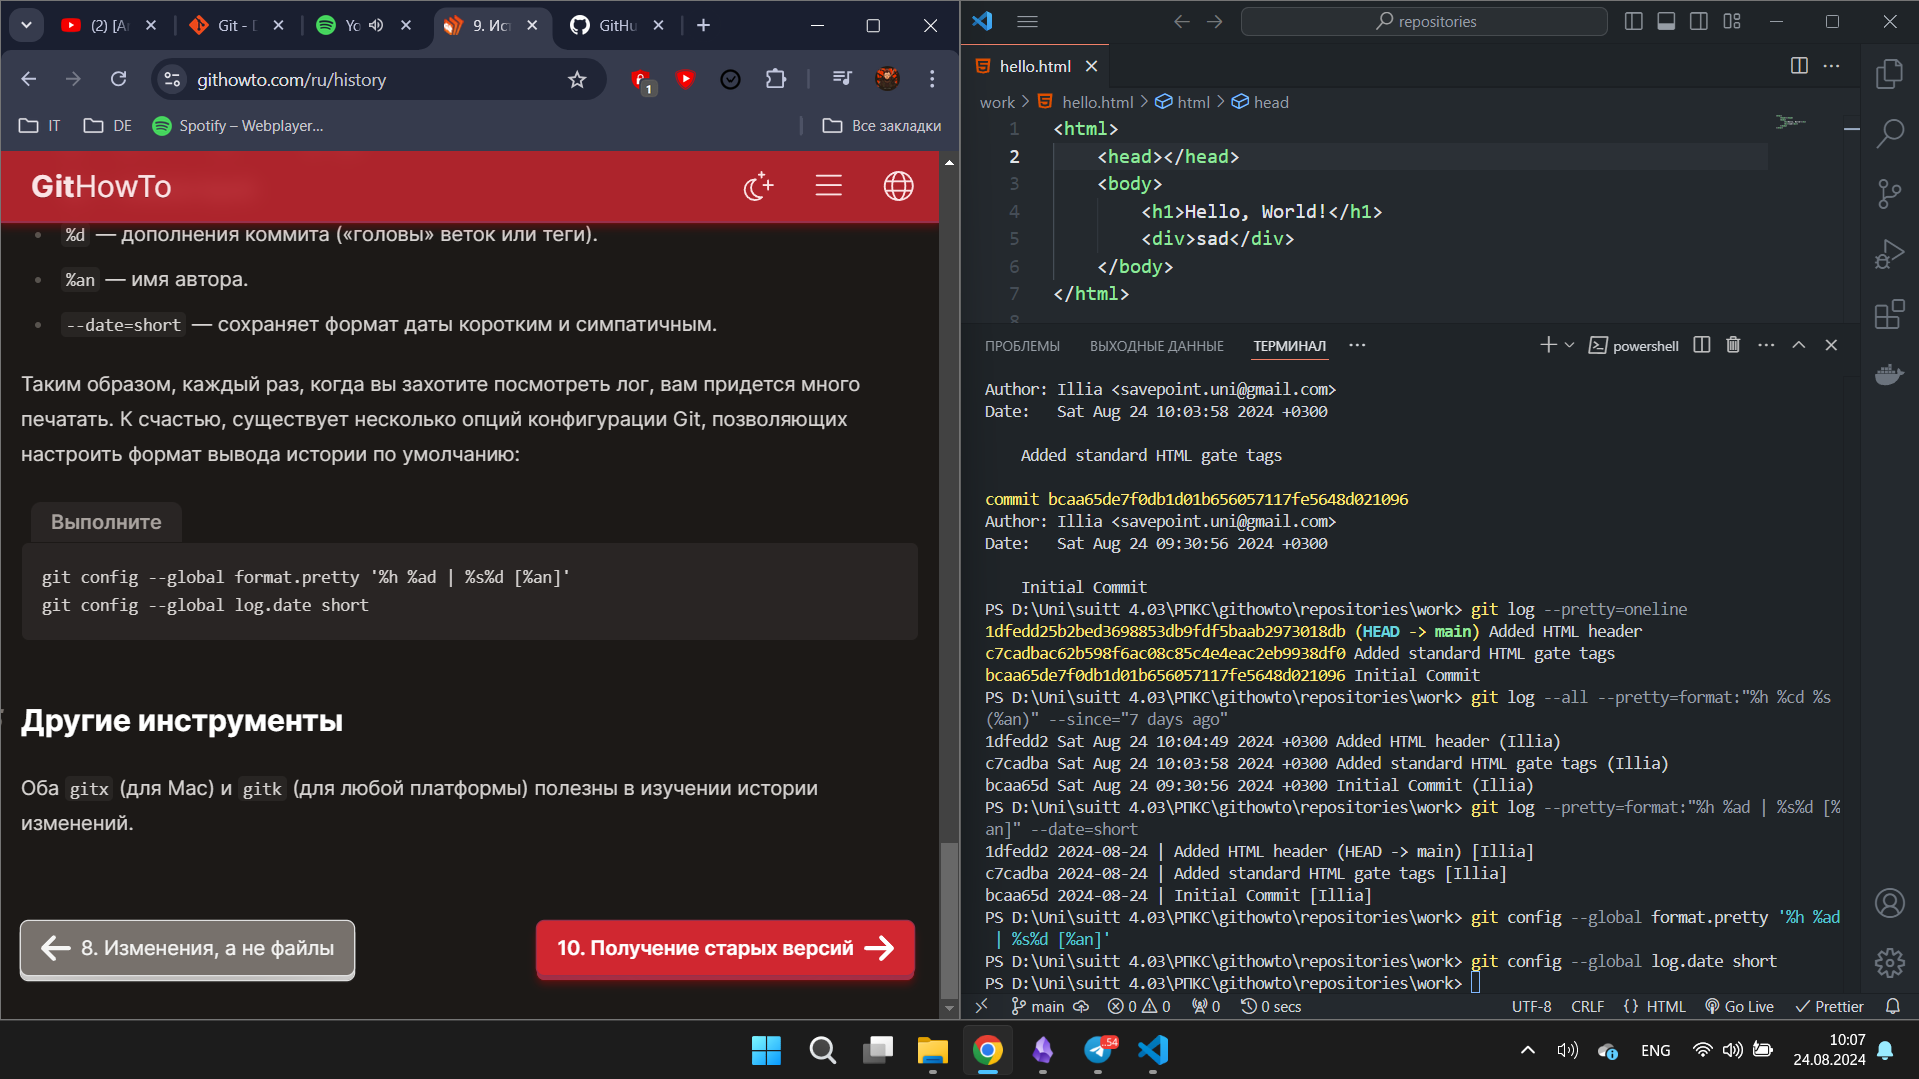 (2) [Ar
Git - D
Yo
9. Ис
GitHu
githowto.com/ru/history
1
IT
DE
Spotify – Webplayer...
Все закладки
GitHowTo
%d — дополнения коммита («головы» веток или теги).
%an — имя автора.
--date=short — сохраняет формат даты коротким и симпатичным.
Таким образом, каждый раз, когда вы захотите посмотреть лог, вам придется много
печатать. К счастью, существует несколько опций конфигурации Git, позволяющих
настроить формат вывода истории по умолчанию:
Выполните
git config --global format.pretty '%h %ad | %s%d [%an]'
git config --global log.date short
Другие инструменты
Оба gitx (для Mac) и gitk (для любой платформы) полезны в изучении истории
изменений.
8. Изменения, а не файлы
10. Получение старых версий
repositories
hello.html
work > hello.html > html > head
1 <html>
2 <head></head>
3 <body>
4 <h1>Hello, World!</h1>
5 <div>sad</div>
6 </body>
7 </html>
8
ПРОБЛЕМЫ ВЫХОДНЫЕ ДАННЫЕ ТЕРМИНАЛ
powershell
Author: Illia <savepoint.uni@gmail.com>
Date:   Sat Aug 24 10:03:58 2024 +0300
Added standard HTML gate tags
commit bcaa65de7f0db1d01b656057117fe5648d021096
Author: Illia <savepoint.uni@gmail.com>
Date:   Sat Aug 24 09:30:56 2024 +0300
Initial Commit
PS D:\Uni\suitt 4.03\РПКС\githowto\repositories\work> git log --pretty=oneline
1dfedd25b2bed3698853db9fdf5baab2973018db (HEAD -> main) Added HTML header
c7cadbac62b598f6ac08c85c4e4eac2eb9938df0 Added standard HTML gate tags
bcaa65de7f0db1d01b656057117fe5648d021096 Initial Commit
PS D:\Uni\suitt 4.03\РПКС\githowto\repositories\work> git log --all --pretty=format:"%h %cd %s
(%an)" --since="7 days ago"
1dfedd2 Sat Aug 24 10:04:49 2024 +0300 Added HTML header (Illia)
c7cadba Sat Aug 24 10:03:58 2024 +0300 Added standard HTML gate tags (Illia)
bcaa65d Sat Aug 24 09:30:56 2024 +0300 Initial Commit (Illia)
PS D:\Uni\suitt 4.03\РПКС\githowto\repositories\work> git log --pretty=format:"%h %ad | %s%d [%
an]" --date=short
1dfedd2 2024-08-24 | Added HTML header (HEAD -> main) [Illia]
c7cadba 2024-08-24 | Added standard HTML gate tags [Illia]
bcaa65d 2024-08-24 | Initial Commit [Illia]
PS D:\Uni\suitt 4.03\РПКС\githowto\repositories\work> git config --global format.pretty '%h %ad
| %s%d [%an]'
PS D:\Uni\suitt 4.03\РПКС\githowto\repositories\work> git config --global log.date short
PS D:\Uni\suitt 4.03\РПКС\githowto\repositories\work>
main 0 0 0 0 secs UTF-8 CRLF {} HTML Go Live Prettier
54
ENG
10:07
24.08.2024